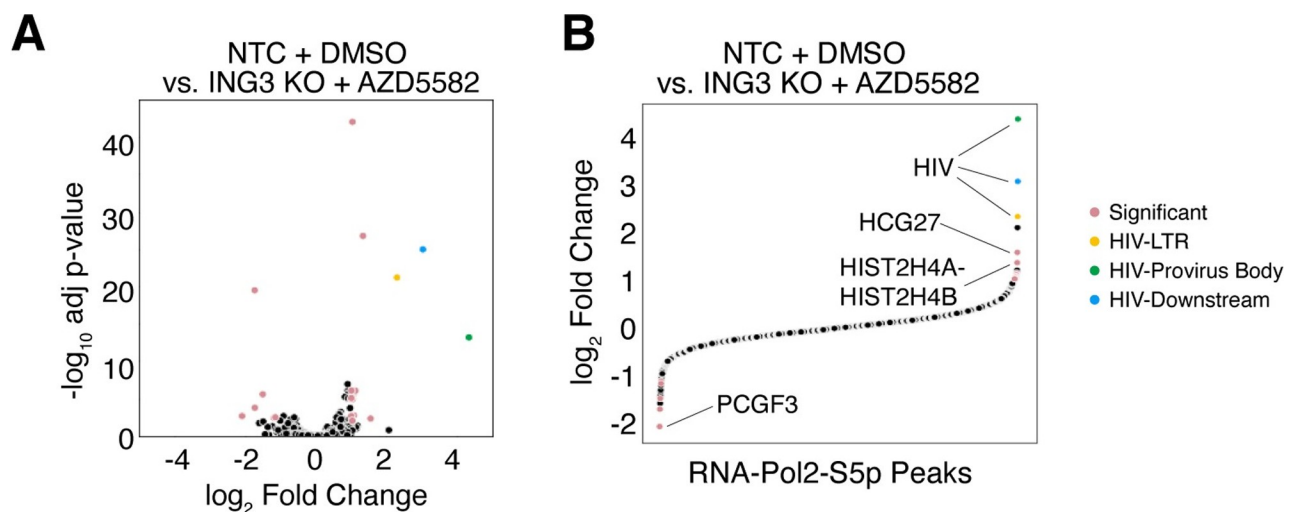 A
NTC + DMSO
vs. ING3 KO + AZD5582
-log10 adj p-value
40
30
20
10
0
-4 -2 0 2 4
log2 Fold Change
B
NTC + DMSO
vs. ING3 KO + AZD5582
log2 Fold Change
4
3
2
1
0
-1
-2
HIV
HCG27
HIST2H4A-
HIST2H4B
PCGF3
RNA-Pol2-S5p Peaks
Significant
HIV-LTR
HIV-Provirus Body
HIV-Downstream